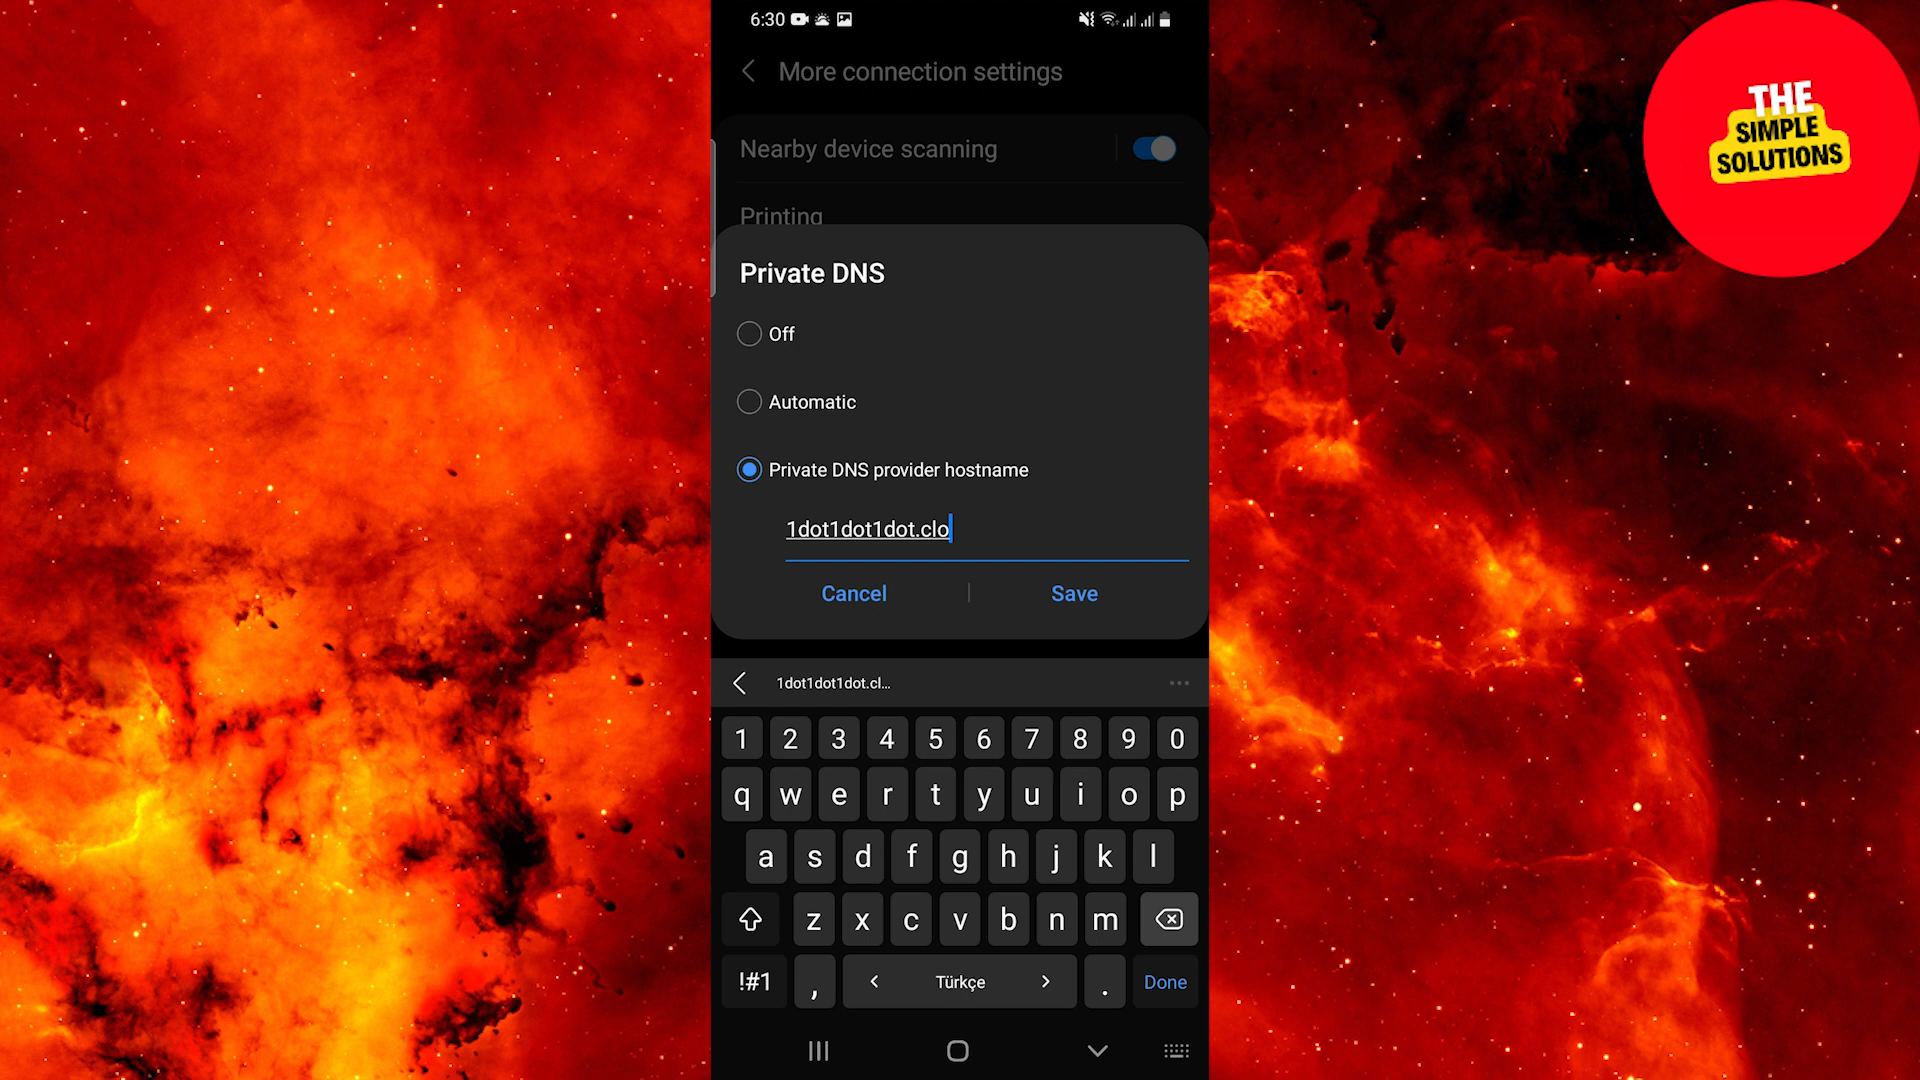 6:30
More connection settings
Nearby device scanning
Printing
Private DNS
Off
Automatic
Private DNS provider hostname
1dot1dot1dot.clo
Cancel
Save
1dot1dot1dot.cl...
1 2 3 4 5 6 7 8 9 0
q w e r t y u i o p
a s d f g h j k l
z x c v b n m
!#1 , < Türkçe > . Done
THE
SIMPLE
SOLUTIONS